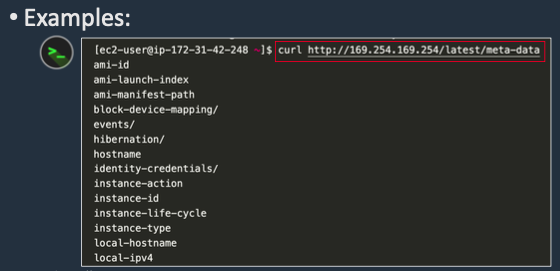 • Examples:
[ec2-user@ip-172-31-42-248 ~]$ curl http://169.254.169.254/latest/meta-data
ami-id
ami-launch-index
ami-manifest-path
block-device-mapping/
events/
hibernation/
hostname
identity-credentials/
instance-action
instance-id
instance-life-cycle
instance-type
local-hostname
local-ipv4